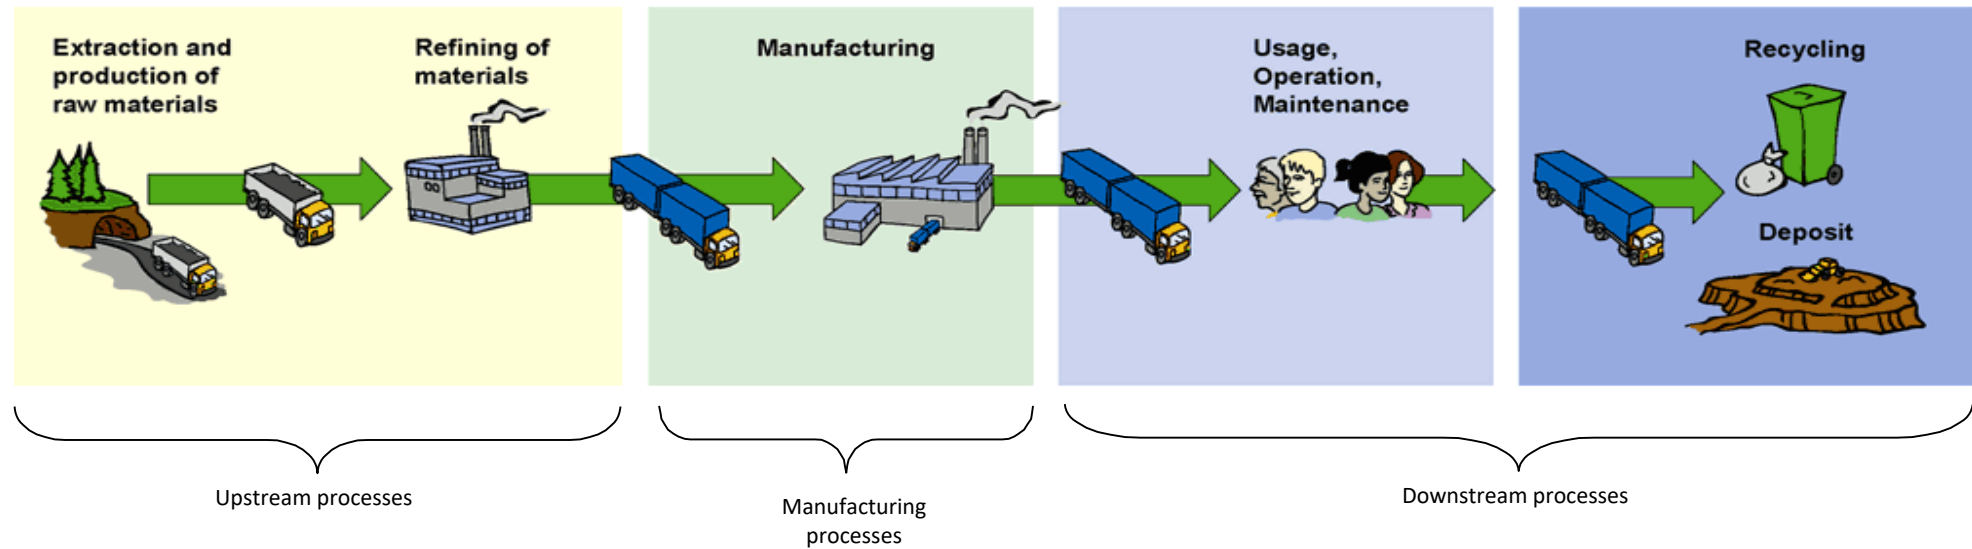 Extraction and
production of
raw materials
Refining of
materials
Manufacturing
Usage,
Operation,
Maintenance
Recycling
Deposit
Upstream processes
Manufacturing
processes
Downstream processes